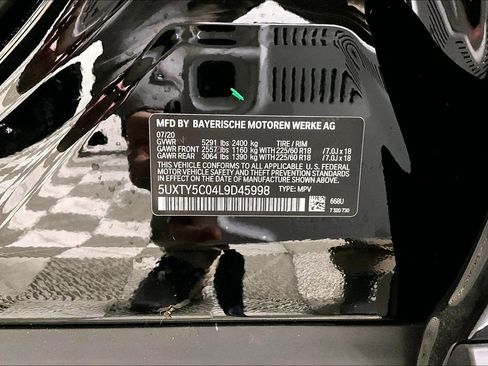 MFD BY BAYERISCHE MOTOREN WERKE AG
07/20
GVWR 5291 lbs 2400 kg TIRE / RIM
GAWR FRONT 2557 lbs 1160 kg WITH 225/60 R18 /7.0J x 18
GAWR REAR 3064 lbs 1390 kg WITH 225/60 R18 /7.0J x 18
THIS VEHICLE CONFORMS TO ALL APPLICABLE U.S. FEDERAL
MOTOR VEHICLE SAFETY AND THEFT PREVENTION STANDARDS
IN EFFECT ON THE DATE OF MANUFACTURE SHOWN ABOVE.
5UXTY5C04L9D45998 TYPE: MPV
668U
7 320 730